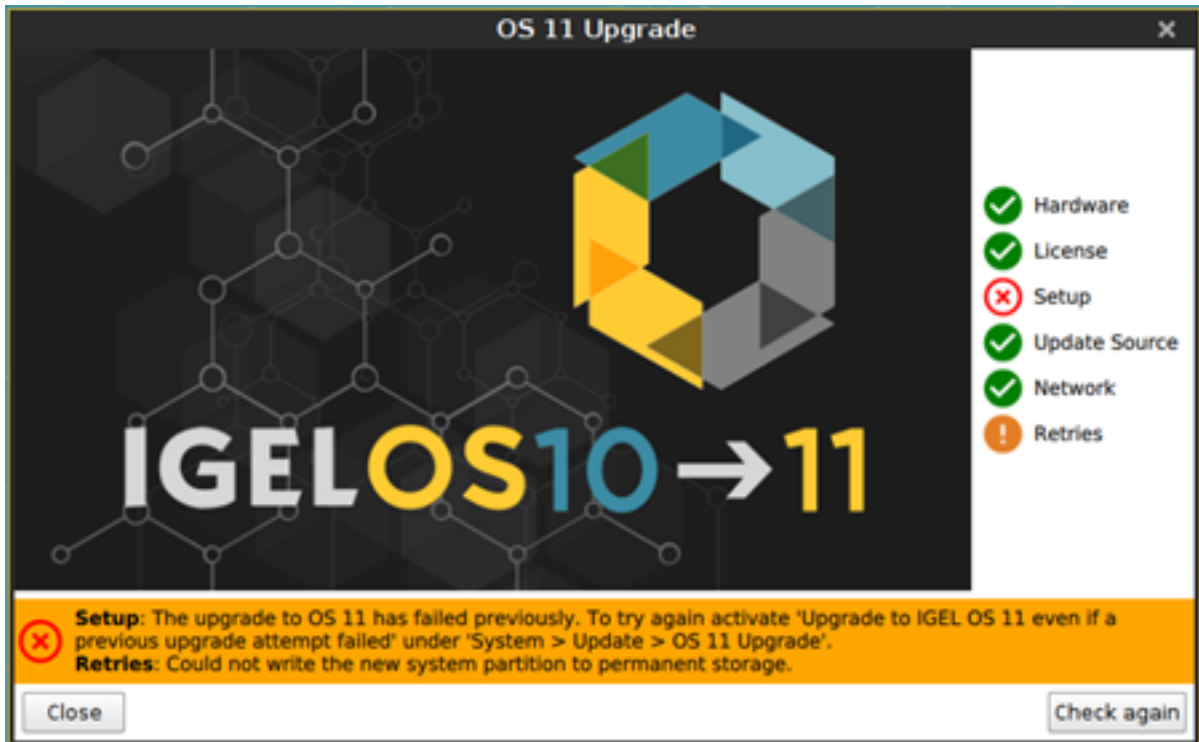 OS 11 Upgrade
IGELOS10→11
Hardware
License
Setup
Update Source
Network
Retries
Setup: The upgrade to OS 11 has failed previously. To try again activate 'Upgrade to IGEL OS 11 even if a
previous upgrade attempt failed' under 'System > Update > OS 11 Upgrade'.
Retries: Could not write the new system partition to permanent storage.
Close
Check again